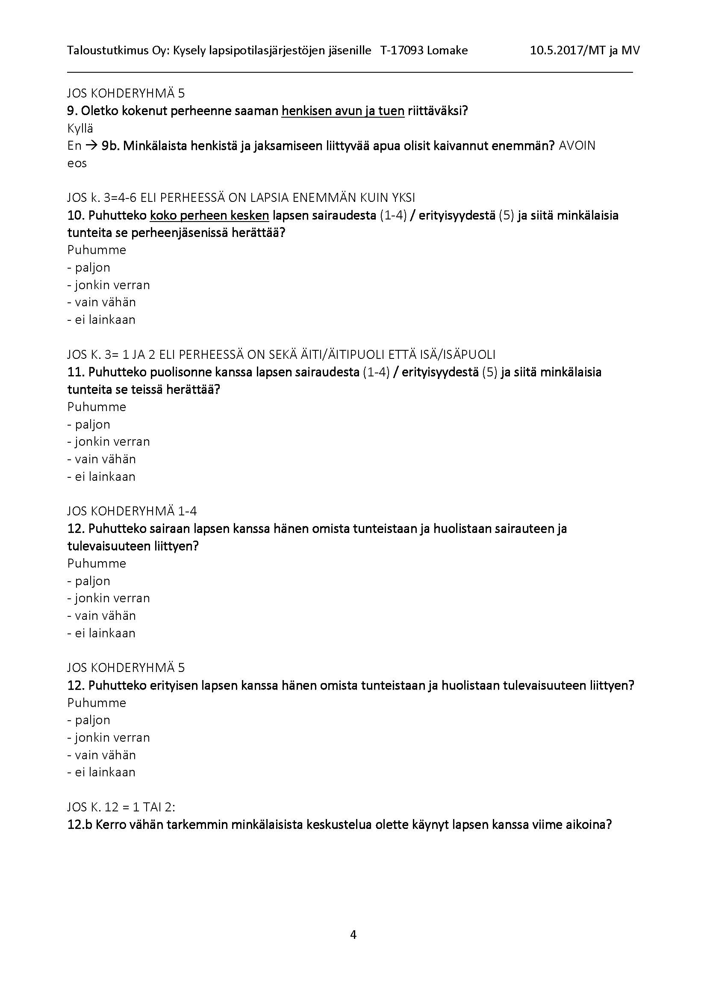 Taloustutkimus Oy: Kysely lapsipotilasjärjestöjen jäsenille T-17093 Lomake 10.5.2017/MT ja MV
JOS KOHDERYHMÄ 5
9. Oletko kokenut perheenne saaman henkisen avun ja tuen riittäväksi?
Kyllä
En → 9b. Minkälaista henkistä ja jaksamiseen liittyvää apua olisit kaivannut enemmän? AVOIN
eos
JOS k. 3=4-6 ELI PERHEESSÄ ON LAPSIA ENEMMÄN KUIN YKSI
10. Puhutteko koko perheen kesken lapsen sairaudesta (1-4) / erityisyydestä (5) ja siitä minkälaisia
tunteita se perheenjäsenissä herättää?
Puhumme
- paljon
- jonkin verran
- vain vähän
- ei lainkaan
JOS K. 3= 1 JA 2 ELI PERHEESSÄ ON SEKÄ ÄITI/ÄITIPUOLI ETTÄ ISÄ/ISÄPUOLI
11. Puhutteko puolisonne kanssa lapsen sairaudesta (1-4) / erityisyydestä (5) ja siitä minkälaisia
tunteita se teissä herättää?
Puhumme
- paljon
- jonkin verran
- vain vähän
- ei lainkaan
JOS KOHDERYHMÄ 1-4
12. Puhutteko sairaan lapsen kanssa hänen omista tunteistaan ja huolistaan sairauteen ja
tulevaisuuteen liittyen?
Puhumme
- paljon
- jonkin verran
- vain vähän
- ei lainkaan
JOS KOHDERYHMÄ 5
12. Puhutteko erityisen lapsen kanssa hänen omista tunteistaan ja huolistaan tulevaisuuteen liittyen?
Puhumme
- paljon
- jonkin verran
- vain vähän
- ei lainkaan
JOS K. 12 = 1 TAI 2:
12.b Kerro vähän tarkemmin minkälaisista keskustelua olette käynyt lapsen kanssa viime aikoina?
4